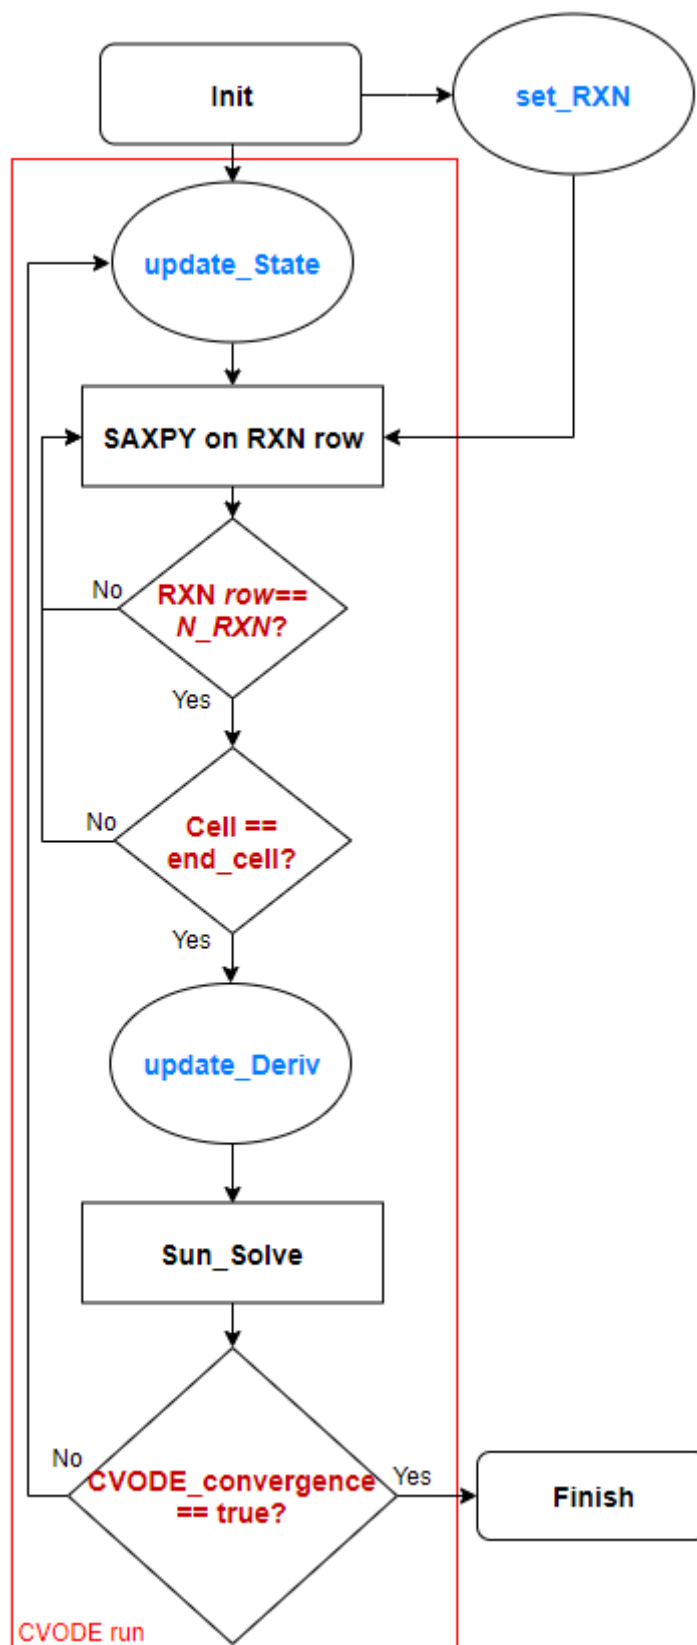 Init
set_RXN
update_State
SAXPY on RXN row
No
RXN row==
N_RXN?
Yes
No
Cell ==
end_cell?
Yes
update_Deriv
Sun_Solve
No
CVODE_convergence
== true?
Yes
Finish
CVODE run